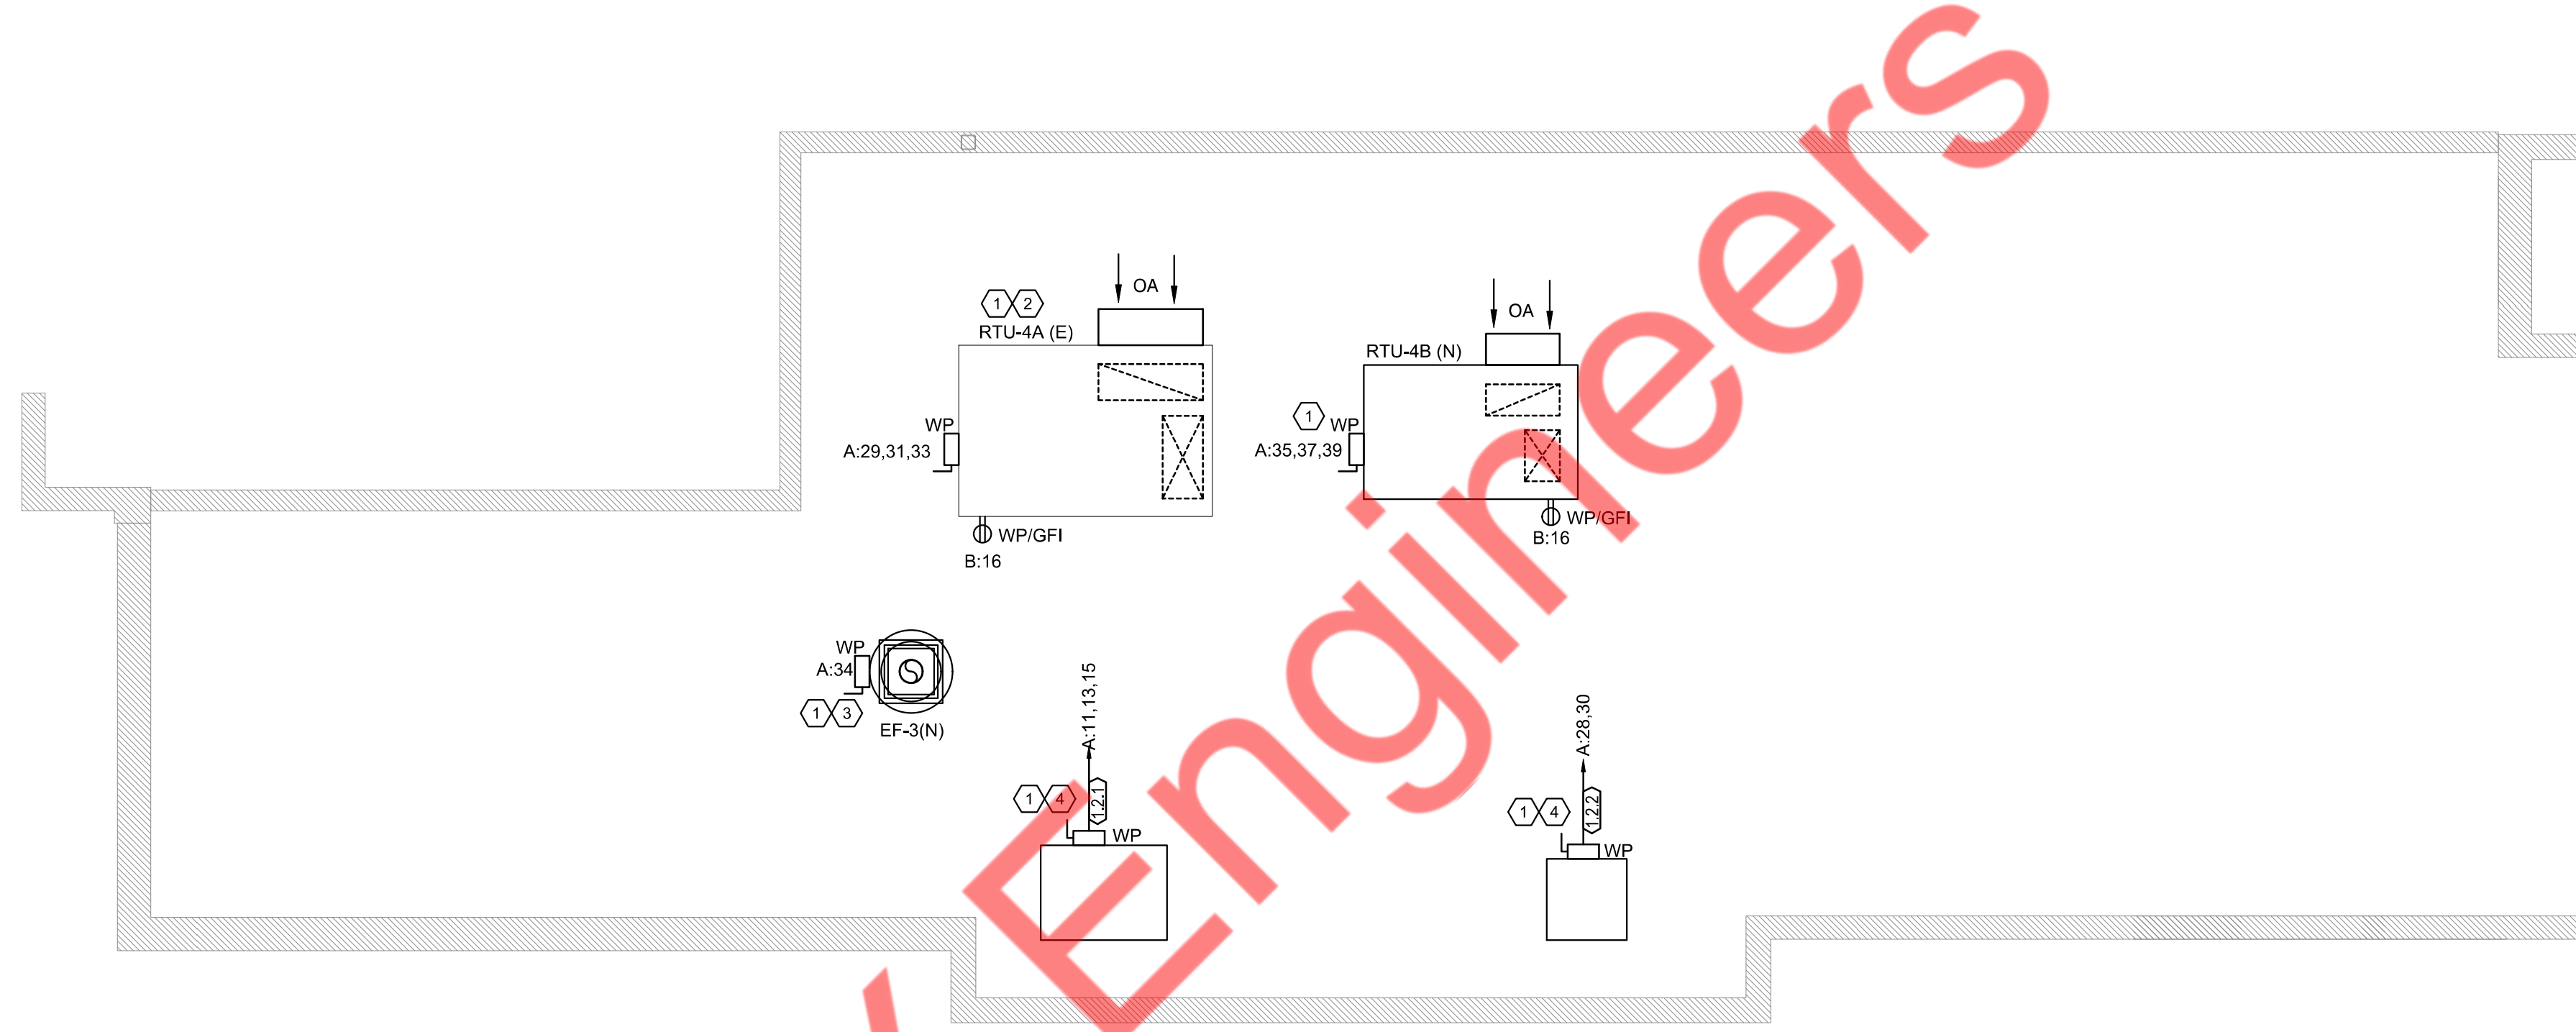 OA
1 2
RTU-4A (E)
WP
A:29,31,33
WP/GFI
B:16
OA
RTU-4B (N)
1
WP
A:35,37,39
WP/GFI
B:16
WP
A:34
1 3
EF-3(N)
A:11,13,15
1 4
1.2.1
WP
A:28,30
1 4
1.2.2
WP
Engineers